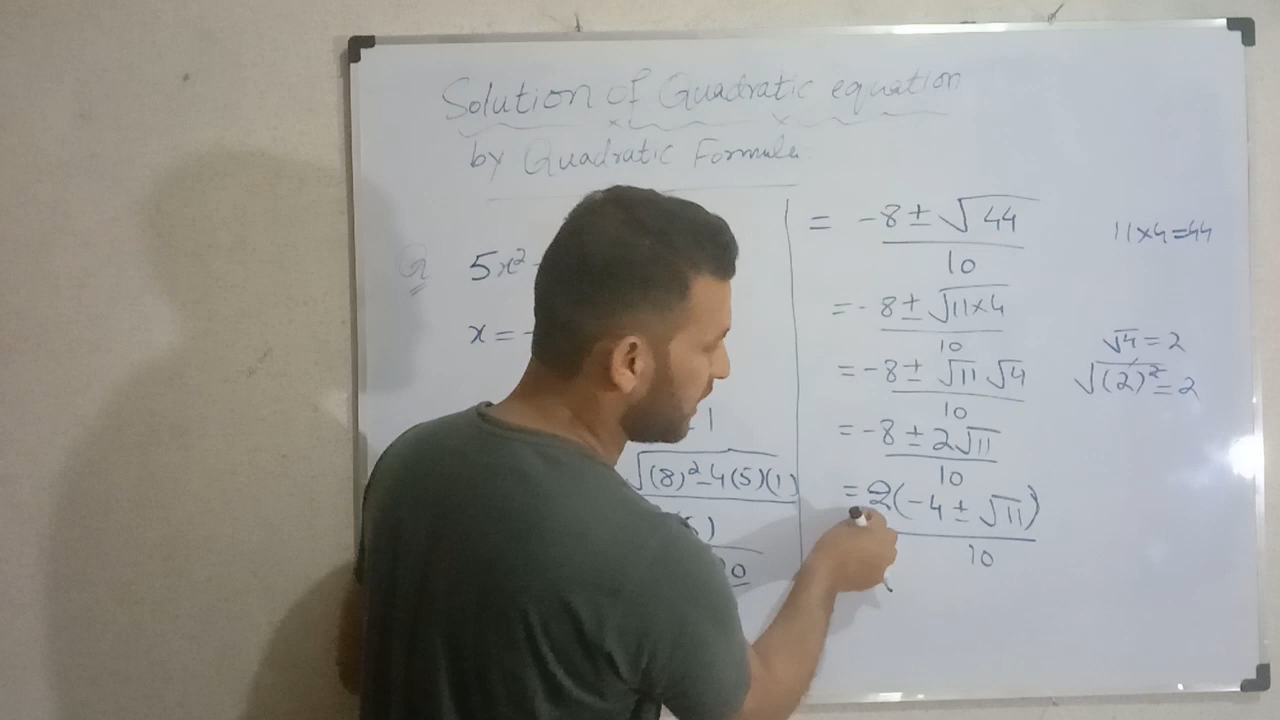 Solution of Quadratic equation
by Quadratic Formula
Q 5x²
x = -
1
√(8)²-4(5)(1)
)
0
= -8 ± √44
10
= -8 ± √11×4
10
= -8 ± √11 √4
10
= -8 ± 2√11
10
= 2(-4 ± √11)
10
11×4=44
√4 = 2
√(2)² = 2